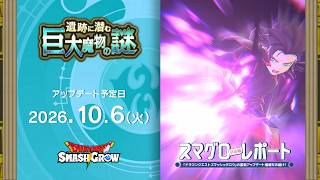 遺跡に潜む
巨大魔物の謎
アップデート予定日
2026.10.6(火)
DRAGON QUEST
SMASH GROW
スマグローレポート